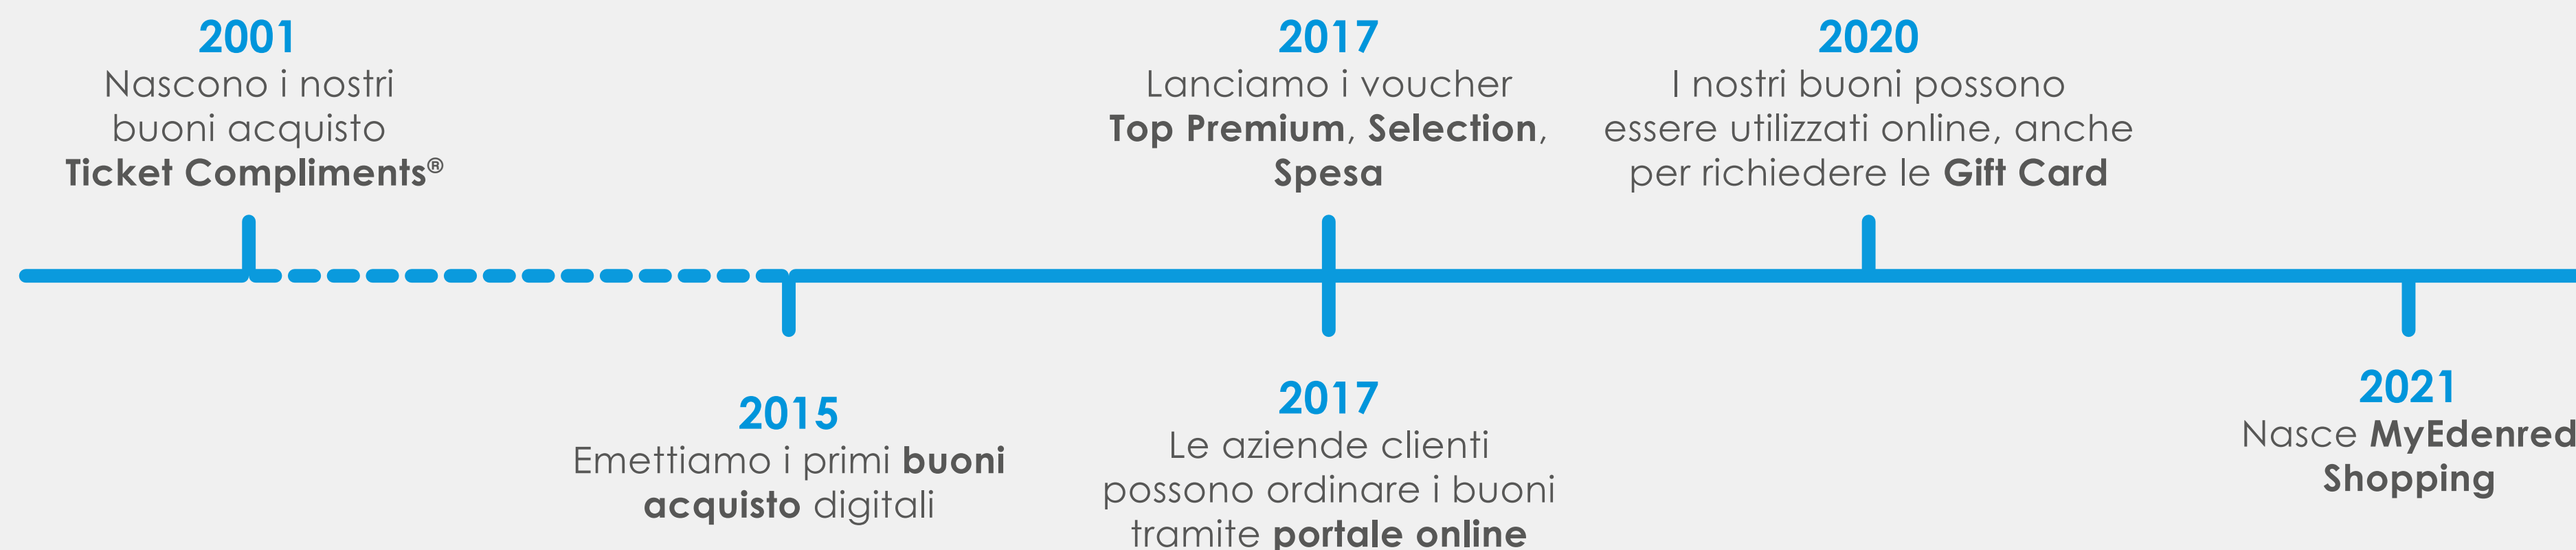 2001
Nascono i nostri
buoni acquisto
Ticket Compliments®
2015
Emettiamo i primi buoni
acquisto digitali
2017
Lanciamo i voucher
Top Premium, Selection,
Spesa
2017
Le aziende clienti
possono ordinare i buoni
tramite portale online
2020
I nostri buoni possono
essere utilizzati online, anche
per richiedere le Gift Card
2021
Nasce MyEdenred
Shopping